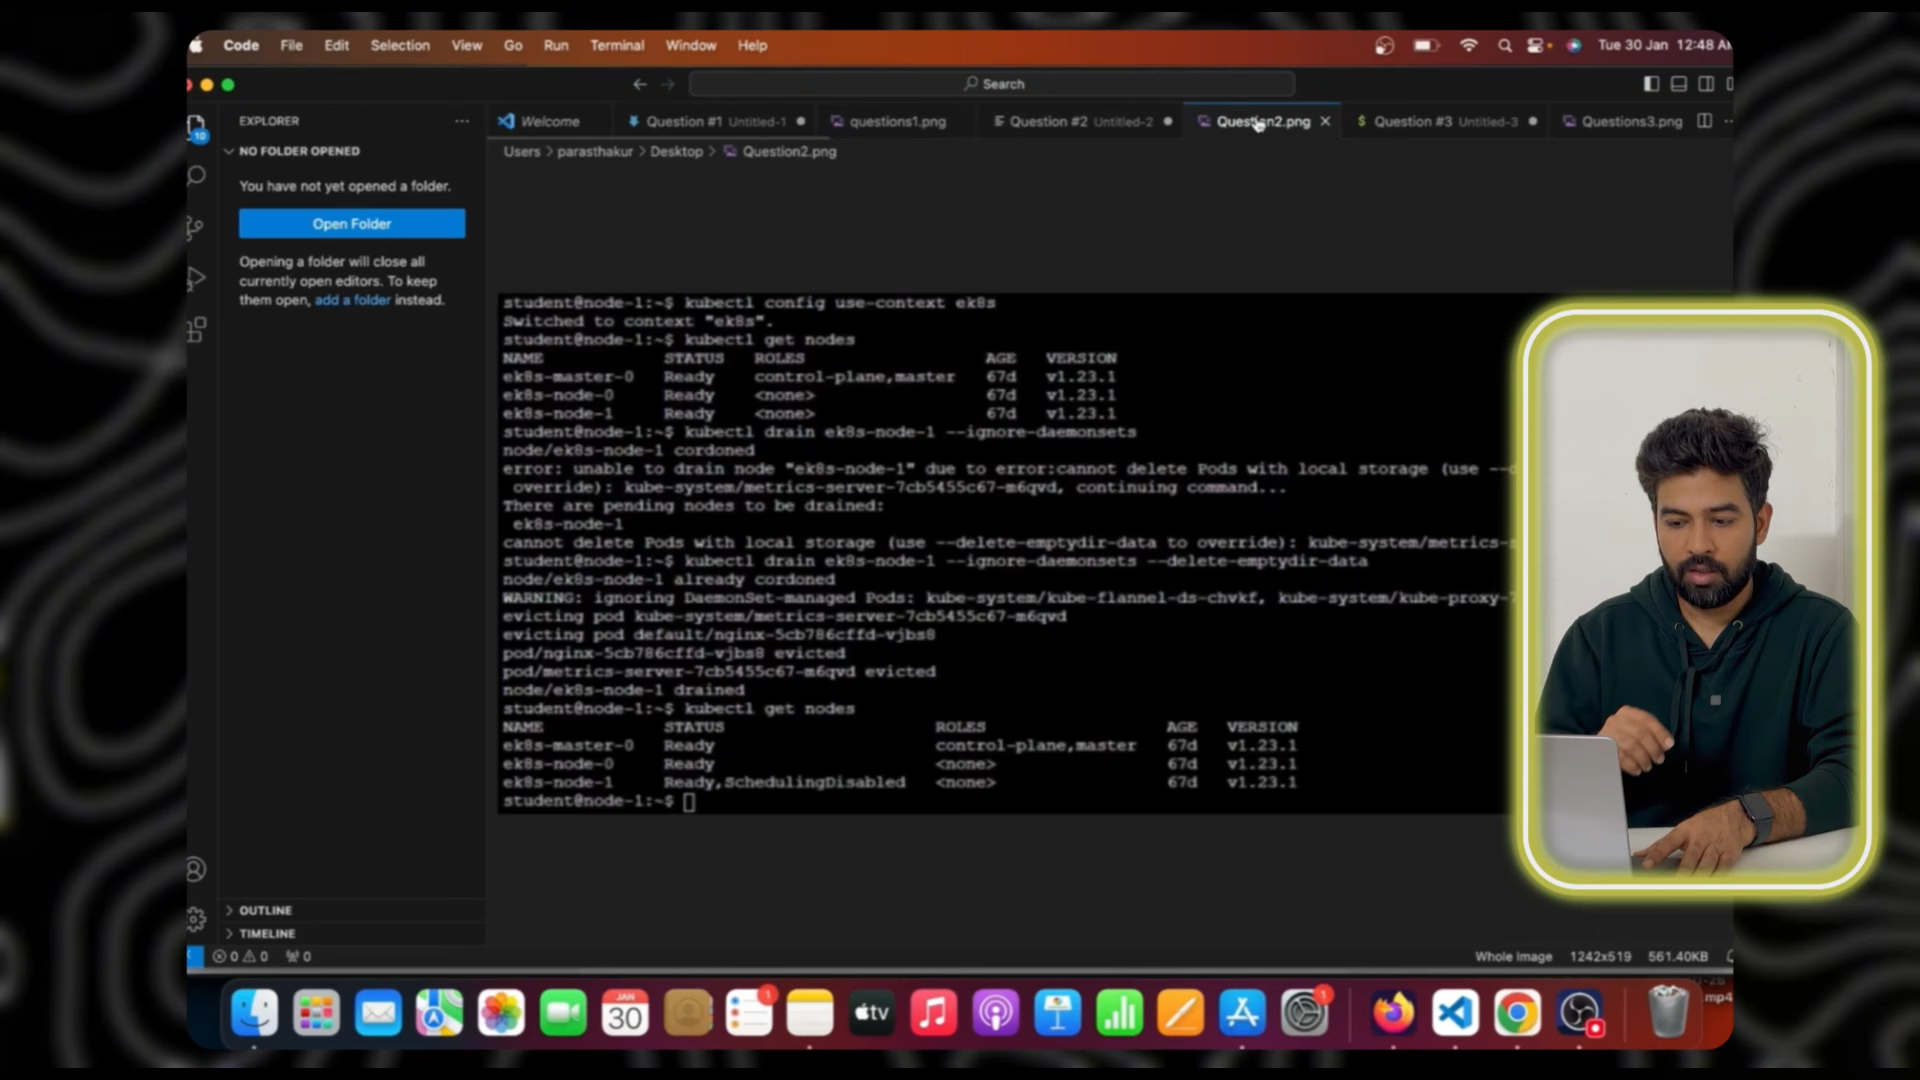 Code File Edit Selection View Go Run Terminal Window Help
Tue 30 Jan 12:48 AM
Search
EXPLORER
Welcome
Question #1 Untitled-1
questions1.png
Question #2 Untitled-2
Question2.png
Question #3 Untitled-3
Questions3.png
10
NO FOLDER OPENED
Users > parasthakur > Desktop > Question2.png
You have not yet opened a folder.
Open Folder
Opening a folder will close all
currently open editors. To keep
them open, add a folder instead.
student@node-1:~$ kubectl config use-context ek8s
Switched to context "ek8s".
student@node-1:~$ kubectl get nodes
NAME STATUS ROLES AGE VERSION
ek8s-master-0 Ready control-plane,master 67d v1.23.1
ek8s-node-0 Ready <none> 67d v1.23.1
ek8s-node-1 Ready <none> 67d v1.23.1
student@node-1:~$ kubectl drain ek8s-node-1 --ignore-daemonsets
node/ek8s-node-1 cordoned
error: unable to drain node "ek8s-node-1" due to error:cannot delete Pods with local storage (use --
override): kube-system/metrics-server-7cb5455c67-m6qvd, continuing command...
There are pending nodes to be drained:
ek8s-node-1
cannot delete Pods with local storage (use --delete-emptydir-data to override): kube-system/metrics-
student@node-1:~$ kubectl drain ek8s-node-1 --ignore-daemonsets --delete-emptydir-data
node/ek8s-node-1 already cordoned
WARNING: ignoring DaemonSet-managed Pods: kube-system/kube-flannel-ds-chvkf, kube-system/kube-proxy-
evicting pod kube-system/metrics-server-7cb5455c67-m6qvd
evicting pod default/nginx-5cb786cffd-vjbs8
pod/nginx-5cb786cffd-vjbs8 evicted
pod/metrics-server-7cb5455c67-m6qvd evicted
node/ek8s-node-1 drained
student@node-1:~$ kubectl get nodes
NAME STATUS ROLES AGE VERSION
ek8s-master-0 Ready control-plane,master 67d v1.23.1
ek8s-node-0 Ready <none> 67d v1.23.1
ek8s-node-1 Ready,SchedulingDisabled <none> 67d v1.23.1
student@node-1:~$
OUTLINE
TIMELINE
0 0 0
Whole Image 1242x519 561.40KB
JAN
30
1
tv
1
mp4